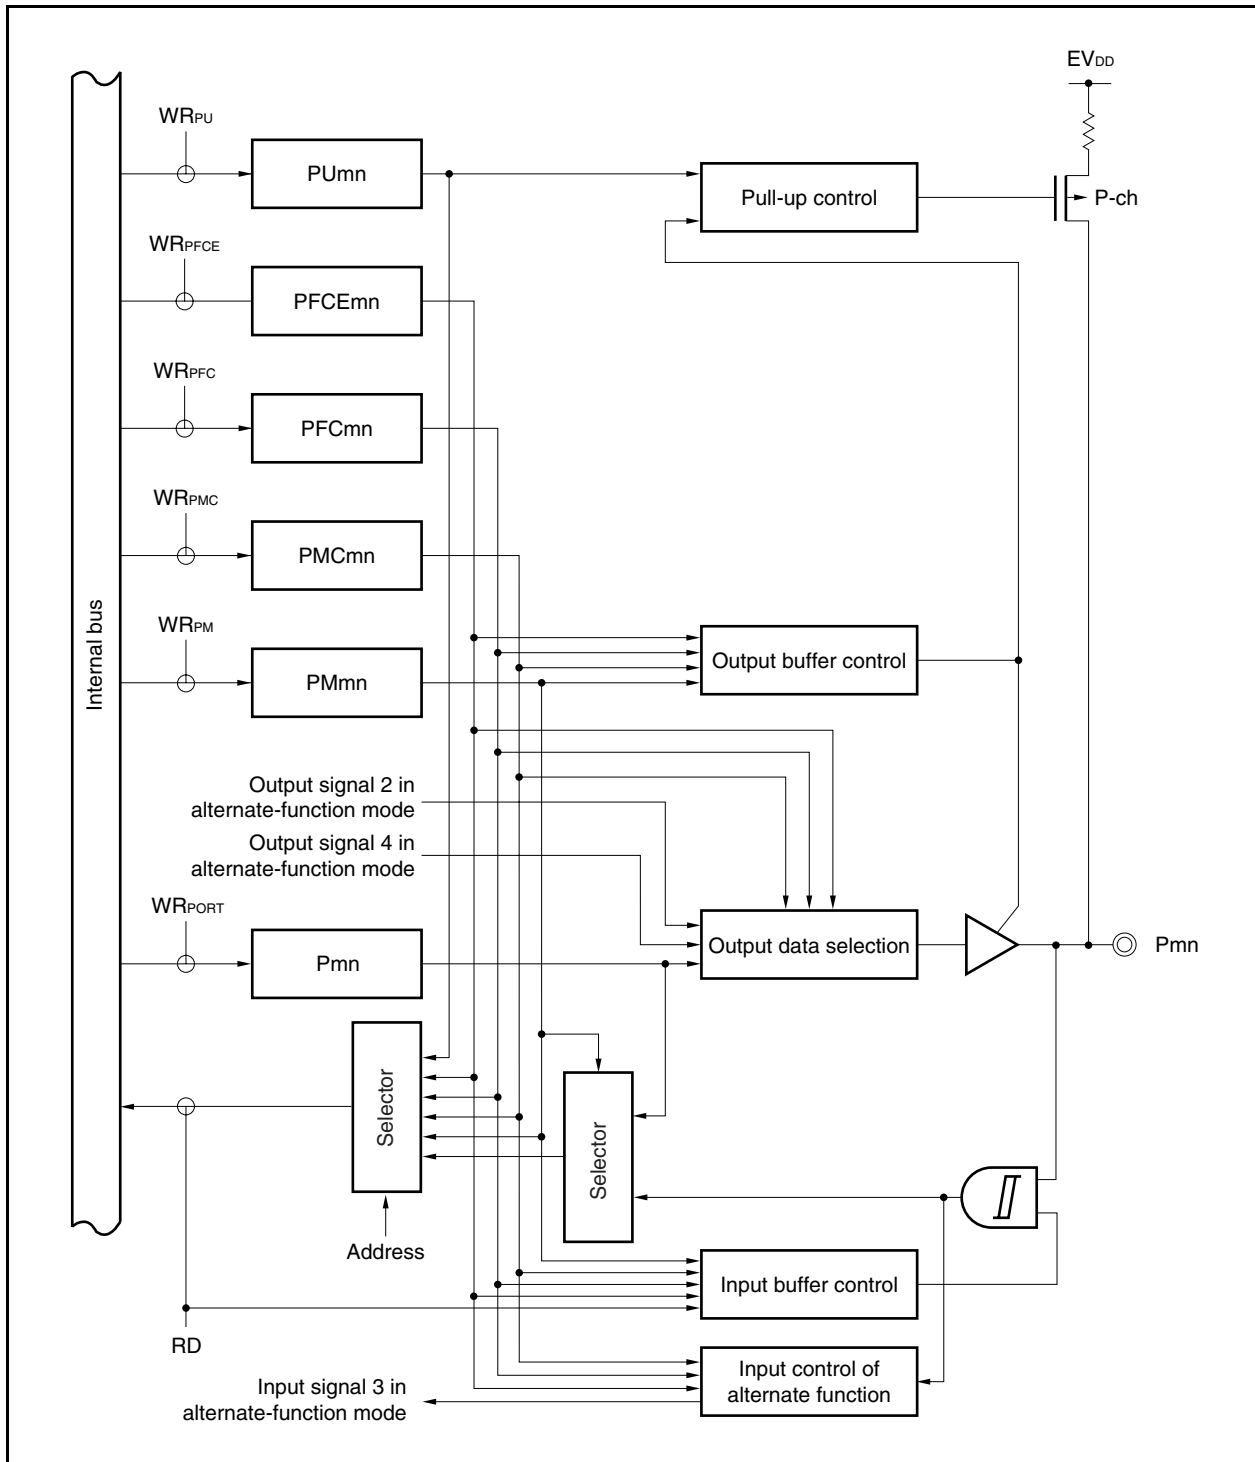 EVDD
WRPU
PUmn
Pull-up control
P-ch
WRPFCE
PFCEmn
WRPFC
PFCmn
WRPMC
PMCmn
Internal bus
WRPM
PMmn
Output buffer control
Output signal 2 in
alternate-function mode
Output signal 4 in
alternate-function mode
WRPORT
Pmn
Output data selection
Pmn
Selector
Selector
Address
Input buffer control
RD
Input control of
alternate function
Input signal 3 in
alternate-function mode